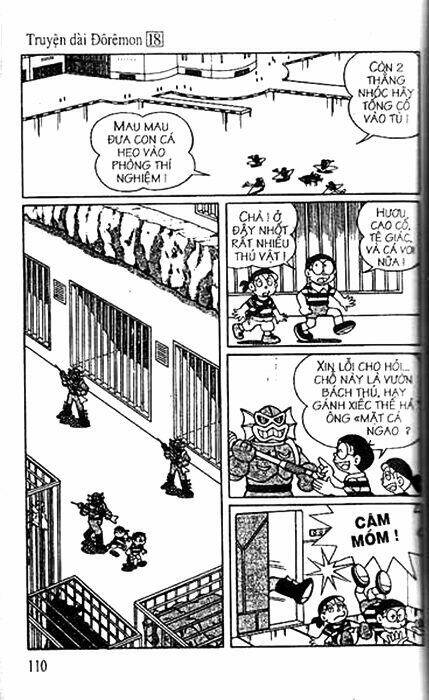 Truyện dài Đôrêmon 18
MAU MAU
ĐƯA CON CÁ
HEO VÀO
PHÒNG THÍ
NGHIỆM !
CÒN 2
THẰNG
NHÓC HÃY
TỐNG CỔ
VÀO TÙ !
CHÀ ! Ở
ĐÂY NHỐT
RẤT NHIỀU
THÚ VẬT !
HƯƠU
CAO CỔ,
TÊ GIÁC,
VÀ CÁ VOI
NỮA !
XIN LỖI CHO HỎI...
CHỖ NÀY LÀ VƯỜN
BÁCH THÚ, HAY
GÁNH XIẾC THẾ HẢ
ÔNG «MẶT CÁ
NGAO ?
CÂM
MÕM !
110